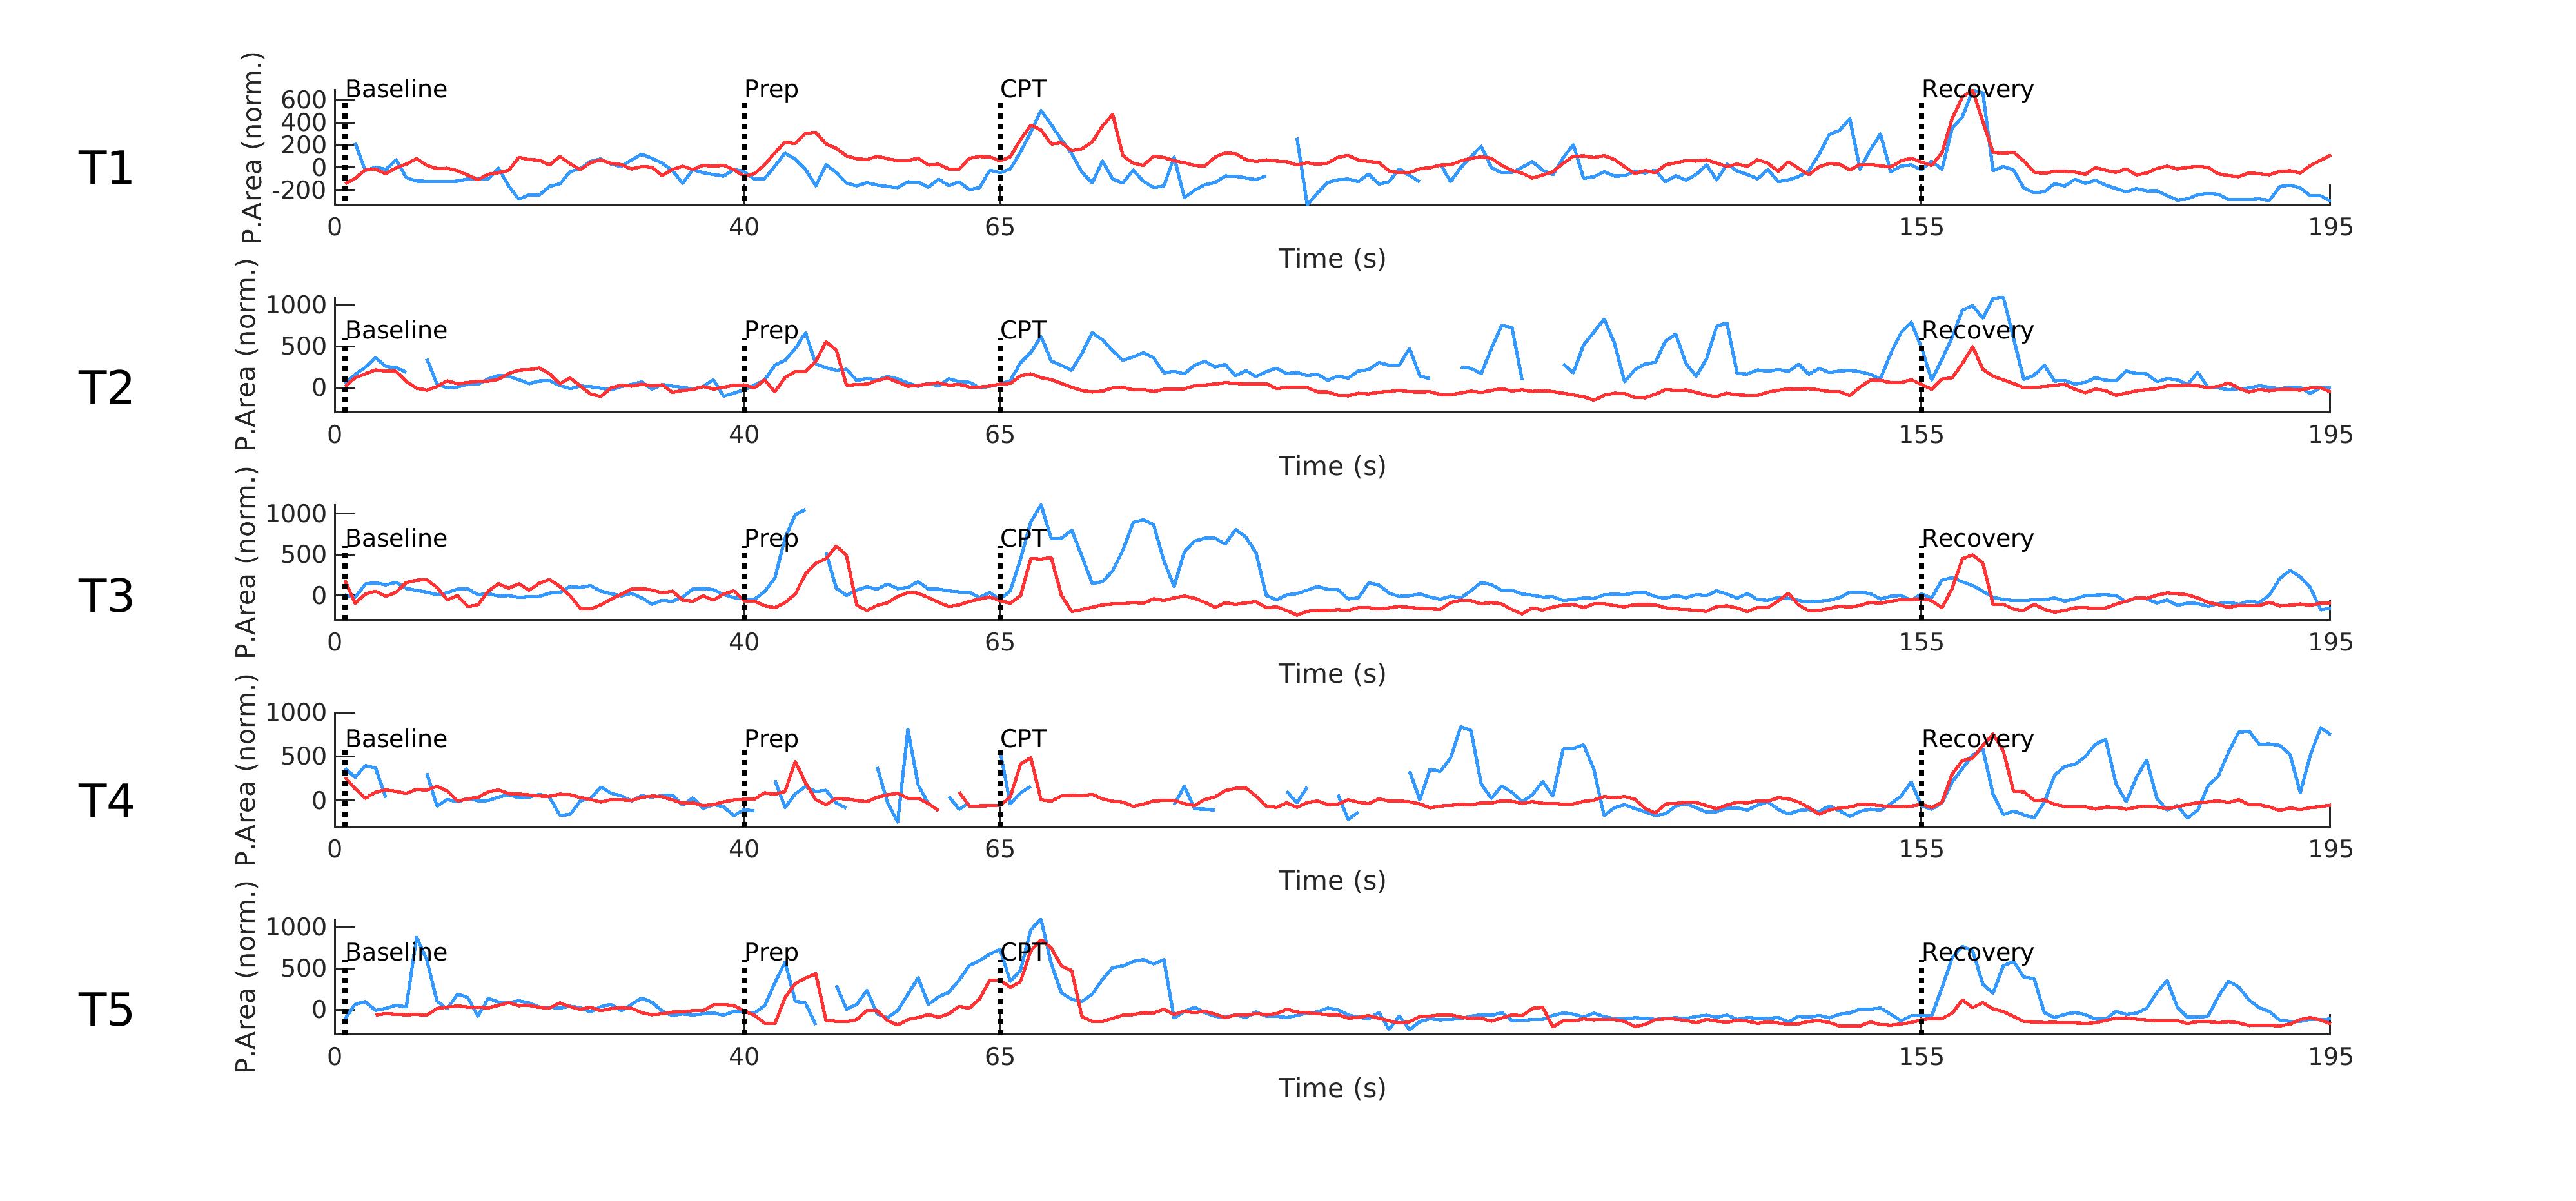 T1
P.Area (norm.)
600
400
200
0
-200
Baseline
Prep
CPT
Recovery
0
40
65
155
195
Time (s)
T2
P.Area (norm.)
1000
500
0
Baseline
Prep
CPT
Recovery
0
40
65
155
195
Time (s)
T3
P.Area (norm.)
1000
500
0
Baseline
Prep
CPT
Recovery
0
40
65
155
195
Time (s)
T4
P.Area (norm.)
1000
500
0
Baseline
Prep
CPT
Recovery
0
40
65
155
195
Time (s)
T5
P.Area (norm.)
1000
500
0
Baseline
Prep
CPT
Recovery
0
40
65
155
195
Time (s)